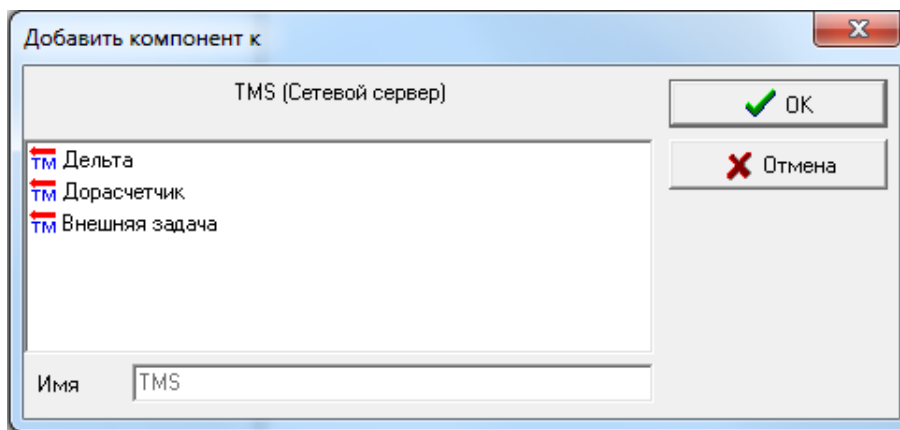 Добавить компонент к
TMS (Сетевой сервер)
OK
Отмена
ТМ Дельта
ТМ Дорасчетчик
ТМ Внешняя задача
Имя TMS